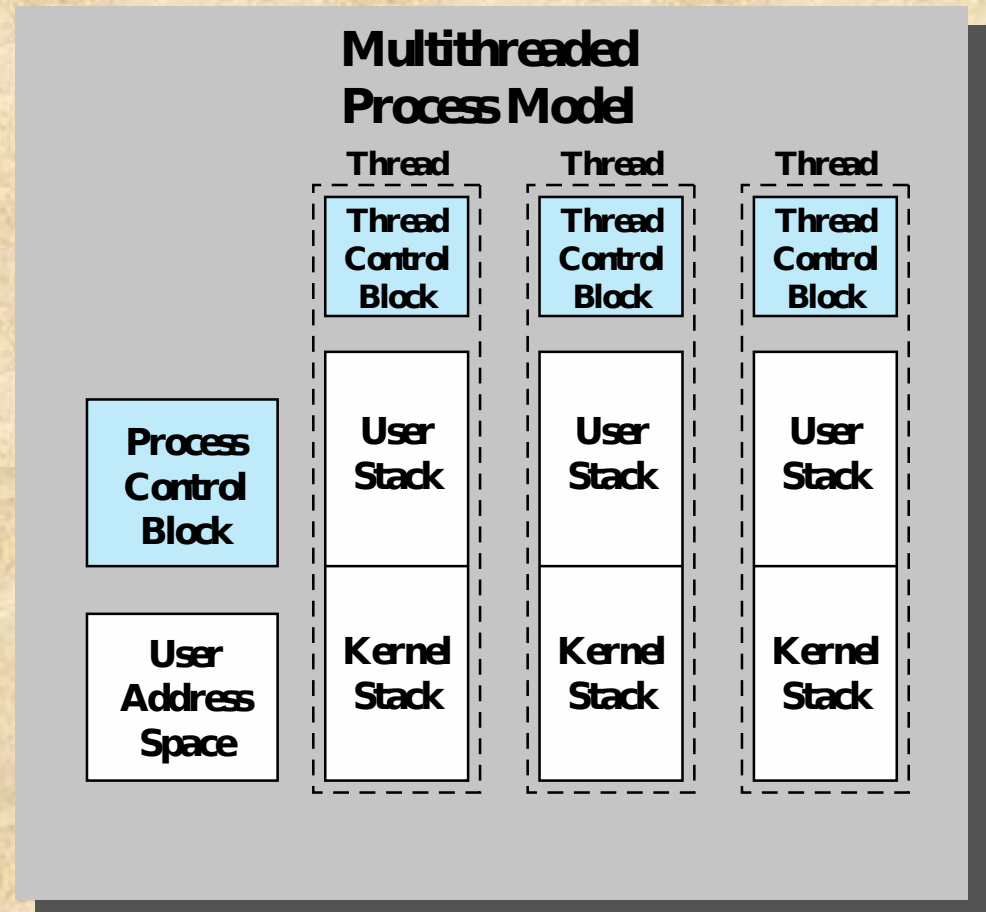 Multithreaded
Process Model
Thread
Thread
Thread
Thread
Control
Block
Thread
Control
Block
Thread
Control
Block
Process
Control
Block
User
Address
Space
User
Stack
User
Stack
User
Stack
Kernel
Stack
Kernel
Stack
Kernel
Stack